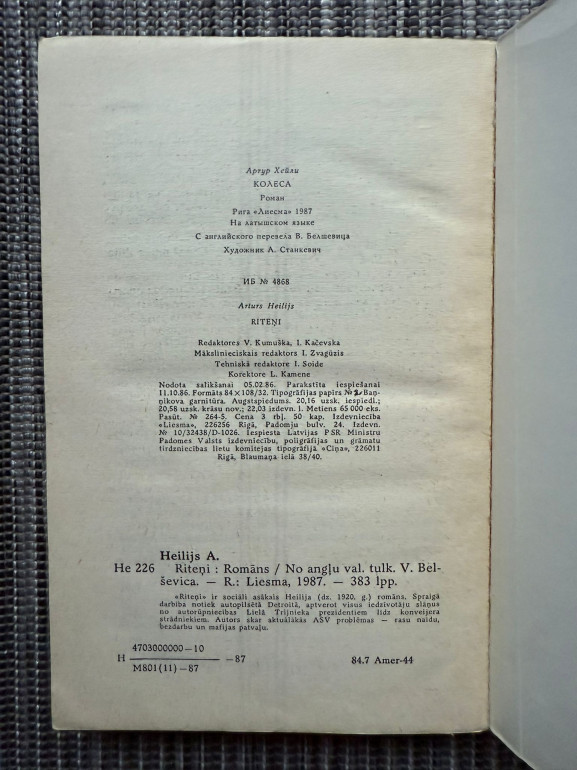 Артур Хейли
КОЛЕСА
Роман
Рига «Лиесма» 1987
На латышском языке
С английского перевела В. Белшевица
Художник А. Станкевич
ИБ № 4868
Arturs Heilijs
RITEŅI
Redaktores V. Kumuška, I. Kačevska
Mākslinieciskais redaktors I. Zvagūzis
Tehniskā redaktore I. Soide
Korektore L. Kamene
Nodota salikšanai 05.02.86. Parakstīta iespiešanai
11.10.86. Formāts 84×108/32. Tipogrāfijas papīrs № 2. Baņ-
ņikova garnitūra. Augstspiedums. 20,16 uzsk. iespiedl.;
20,58 uzsk. krāsu nov.; 22,03 izdevn. l. Metiens 65 000 eks.
Pasūt. № 264-5. Cena 3 rbļ. 50 kap. Izdevniecība
«Liesma», 226256 Rīgā, Padomju bulv. 24. Izdevn.
№ 10/32438/D-1026. Iespiesta Latvijas PSR Ministru
Padomes Valsts izdevniecību, poligrāfijas un grāmatu
tirdzniecības lietu komitejas tipogrāfijā «Cīņa», 226011
Rīgā, Blaumaņa ielā 38/40.
Heilijs A.
He 226 Riteņi : Romāns / No angļu val. tulk. V. Bel-
ševica. — R.: Liesma, 1987. — 383 lpp.
«Riteņi» ir sociāli asākais Heilija (dz. 1920. g.) romāns. Spraigā
darbība notiek autopilsētā Detroitā, aptverot visus iedzīvotāju slāņus
no autorūpniecības Lielā Trijnieka prezidentiem līdz konveijera
strādniekiem. Autors skar aktuālākās ASV problēmas — rasu naidu,
bezdarbu un mafijas patvaļu.
4703000000—10
H —87
M801(11)—87
84.7 Amer-44